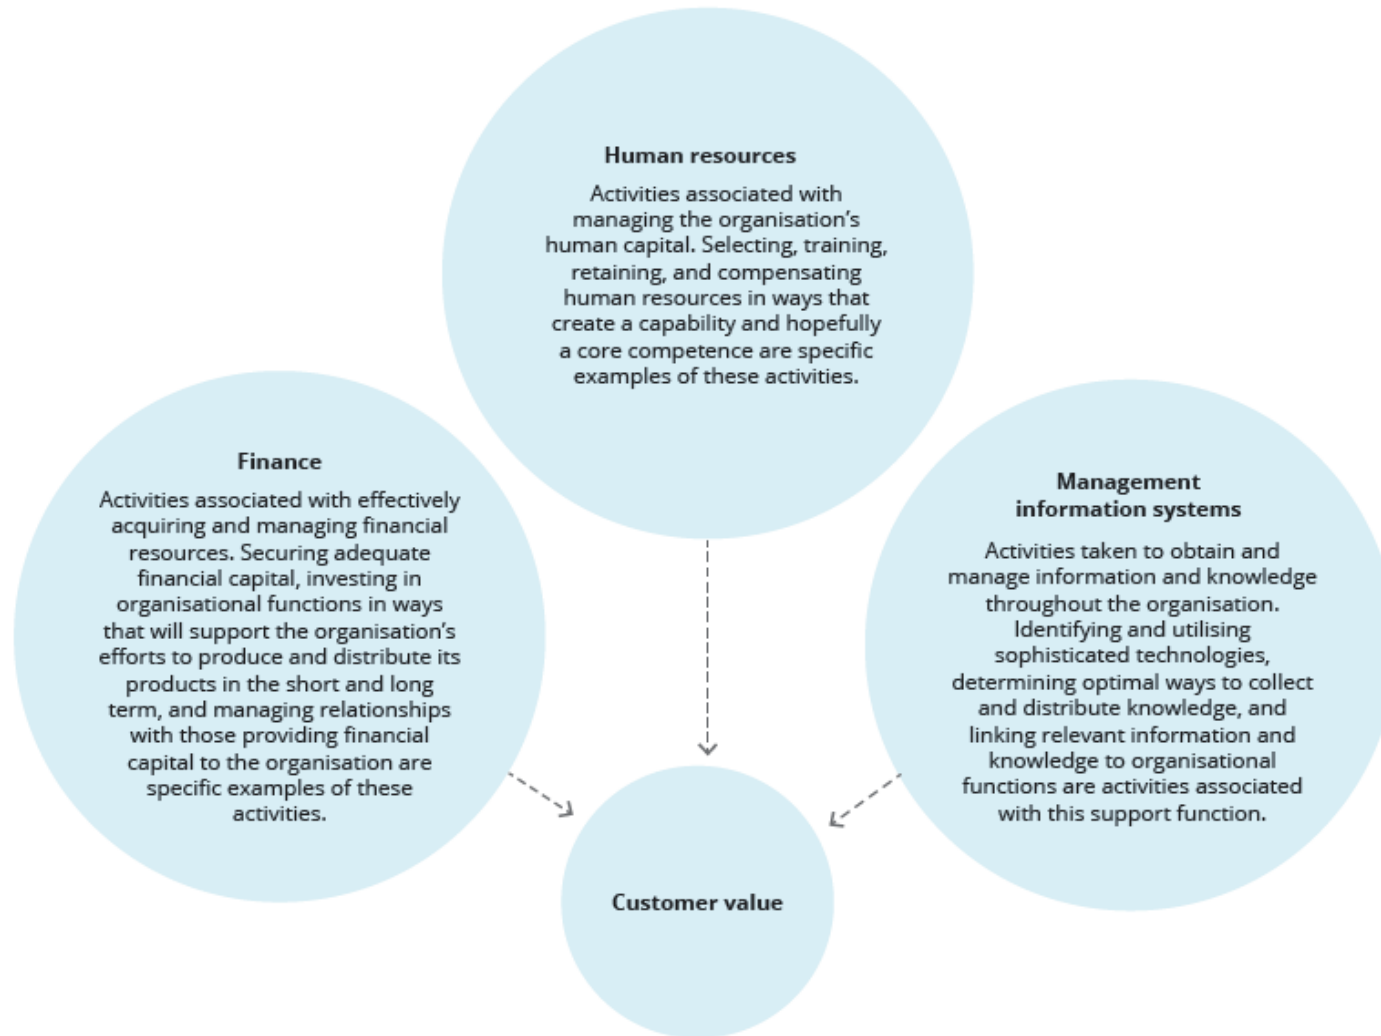 Human resources
Activities associated with
managing the organisation's
human capital. Selecting, training,
retaining, and compensating
human resources in ways that
create a capability and hopefully
a core competence are specific
examples of these activities.
Finance
Activities associated with effectively
acquiring and managing financial
resources. Securing adequate
financial capital, investing in
organisational functions in ways
that will support the organisation's
efforts to produce and distribute its
products in the short and long
term, and managing relationships
with those providing financial
capital to the organisation are
specific examples of these
activities.
Management
information systems
Activities taken to obtain and
manage information and knowledge
throughout the organisation.
Identifying and utilising
sophisticated technologies,
determining optimal ways to collect
and distribute knowledge, and
linking relevant information and
knowledge to organisational
functions are activities associated
with this support function.
Customer value